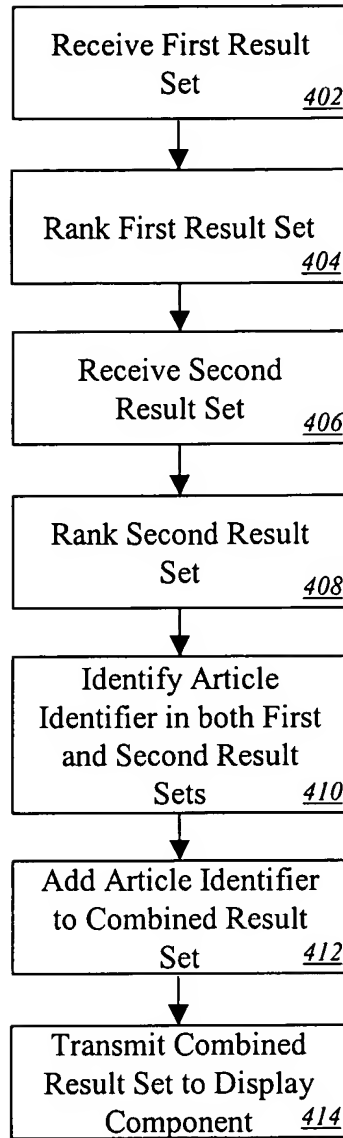 Receive First Result
Set
402
Rank First Result Set
404
Receive Second
Result Set
406
Rank Second Result
Set
408
Identify Article
Identifier in both First
and Second Result
Sets
410
Add Article Identifier
to Combined Result
Set
412
Transmit Combined
Result Set to Display
Component
414